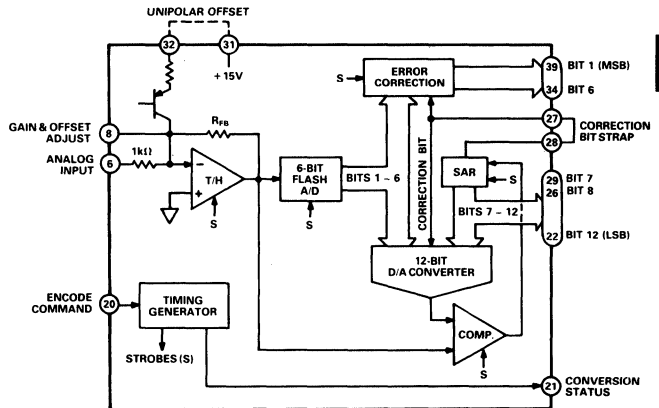 UNIPOLAR OFFSET
32
31
+15V
GAIN & OFFSET
ADJUST
8
R_FB
ANALOG
INPUT
6
1kΩ
−
+
T/H
S
6-BIT
FLASH
A/D
S
BITS 1 – 6
S
ERROR
CORRECTION
CORRECTION BIT
SAR
S
BITS 7 – 12
12-BIT
D/A CONVERTER
COMP.
S
39
BIT 1 (MSB)
34
BIT 6
27
28
CORRECTION
BIT STRAP
29
BIT 7
26
BIT 8
22
BIT 12 (LSB)
ENCODE
COMMAND
20
TIMING
GENERATOR
STROBES (S)
21
CONVERSION
STATUS